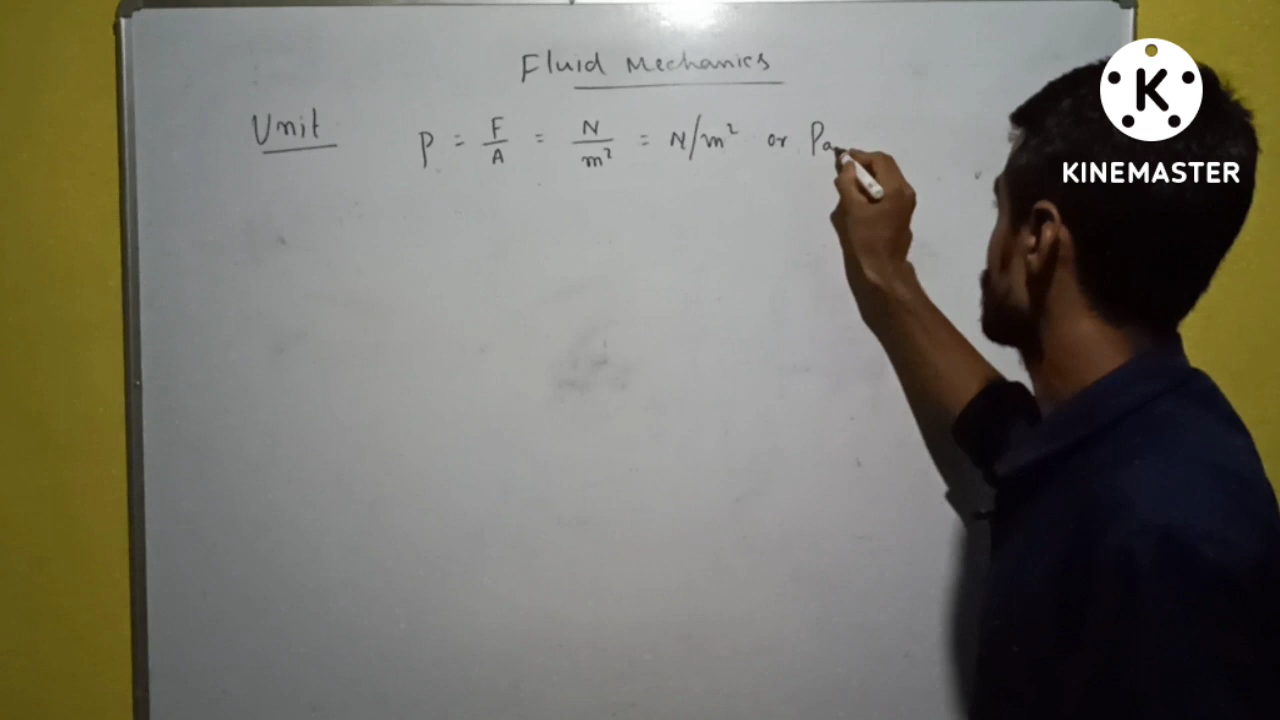 Fluid Mechanics
Unit P = F/A = N/m² = N/m² or Pa
K
KINEMASTER